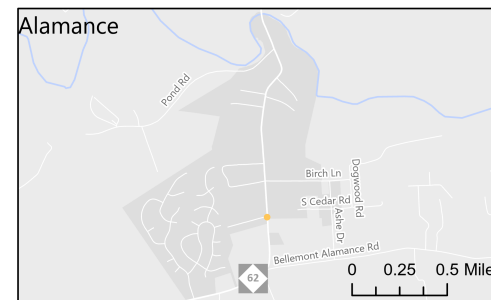 Alamance
Pond Rd
Birch Ln
Dogwood Rd
S Cedar Rd
Ashe Dr
Bellemont Alamance Rd
62
0 0.25 0.5 Mile